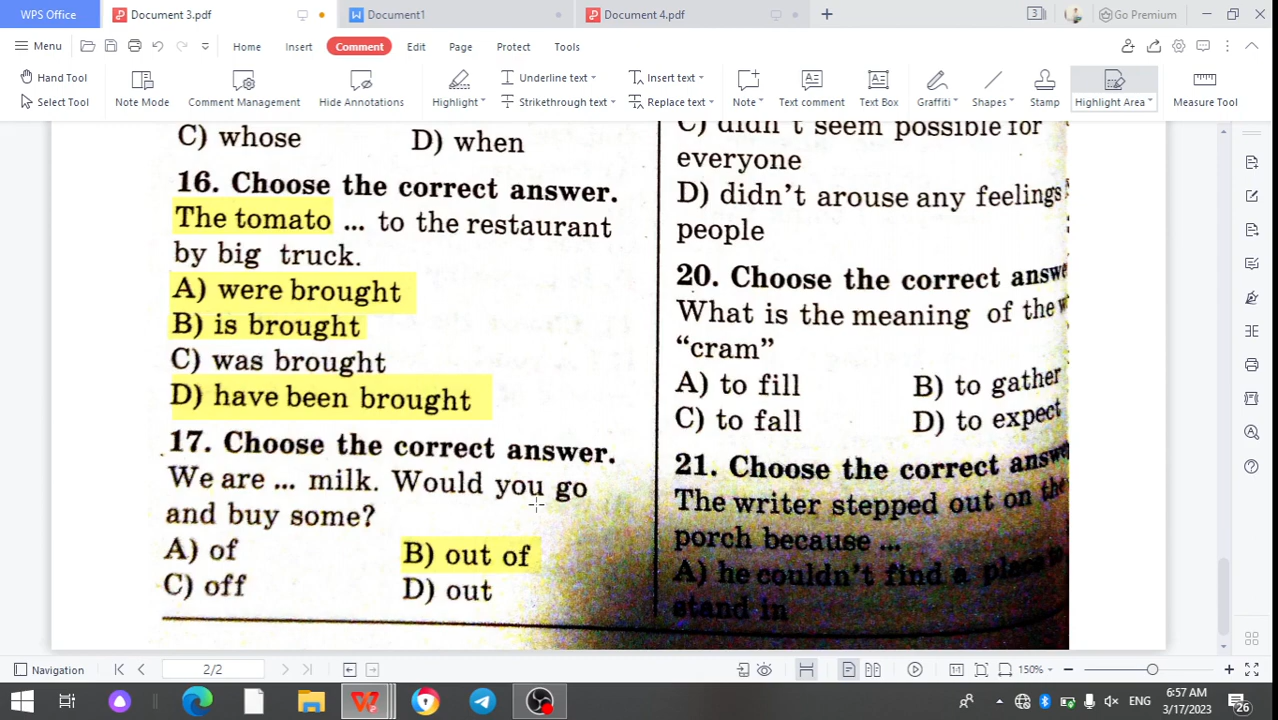 WPS Office
Document 3.pdf
Document1
Document 4.pdf
3
Go Premium
Menu
Home
Insert
Comment
Edit
Page
Protect
Tools
Hand Tool
Select Tool
Note Mode
Comment Management
Hide Annotations
Highlight
Underline text
Strikethrough text
Insert text
Replace text
Note
Text comment
Text Box
Graffiti
Shapes
Stamp
Highlight Area
Measure Tool
C) whose D) when
16. Choose the correct answer.
The tomato ... to the restaurant
by big truck.
A) were brought
B) is brought
C) was brought
D) have been brought
17. Choose the correct answer.
We are ... milk. Would you go
and buy some?
A) of B) out of
C) off D) out
C) didn't seem possible for
everyone
D) didn't arouse any feelings
people
20. Choose the correct answe
What is the meaning of the w
“cram”
A) to fill B) to gather
C) to fall D) to expect
21. Choose the correct answe
The writer stepped out on the
porch because ...
A) he couldn't find a place to
stand in
Navigation
2/2
150%
ENG
6:57 AM
3/17/2023
26